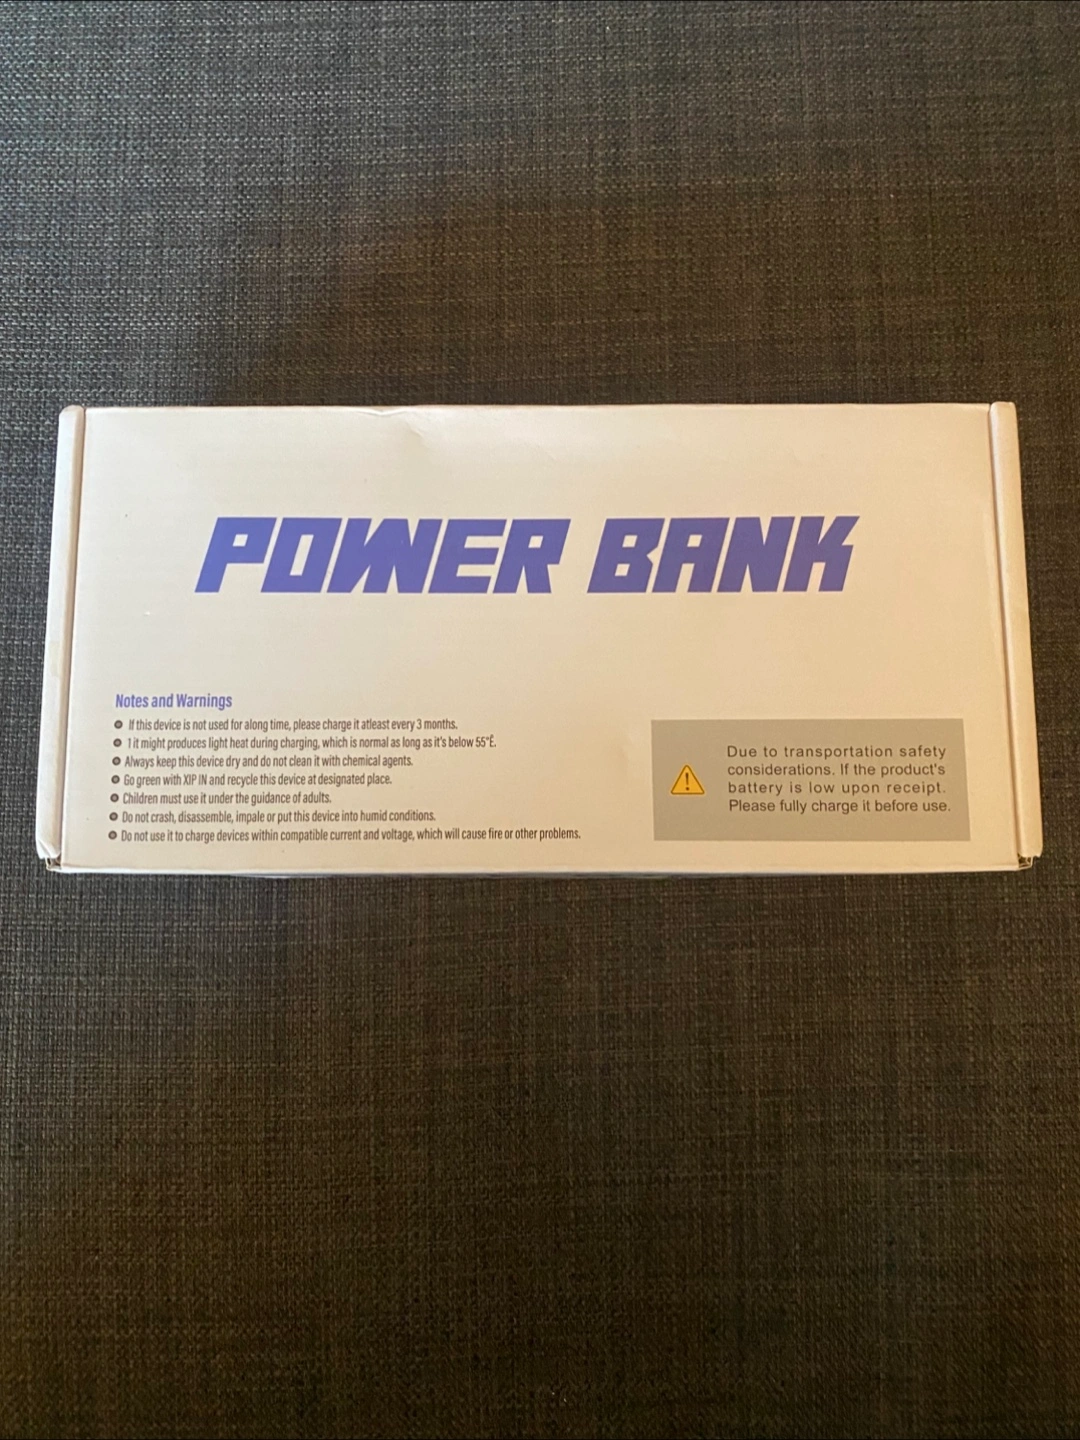 POWER BANK
Notes and Warnings
If this device is not used for along time, please charge it atleast every 3 months.
1 it might produces light heat during charging, which is normal as long as it's below 55°È.
Always keep this device dry and do not clean it with chemical agents.
Go green with XIP IN and recycle this device at designated place.
Children must use it under the guidance of adults.
Do not crash, disassemble, impale or put this device into humid conditions.
Do not use it to charge devices within compatible current and voltage, which will cause fire or other problems.
Due to transportation safety
considerations. If the product's
battery is low upon receipt.
Please fully charge it before use.